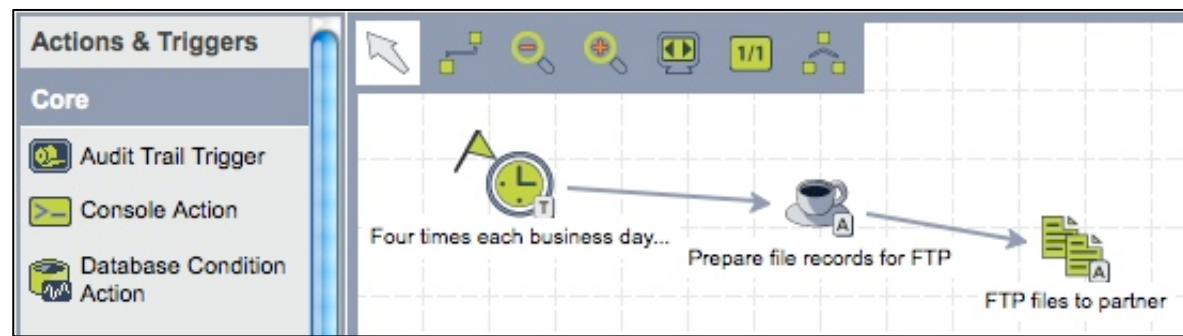 Actions & Triggers
Core
Audit Trail Trigger
Console Action
Database Condition
Action
1/1
T
Four times each business day...
A
Prepare file records for FTP
A
FTP files to partner